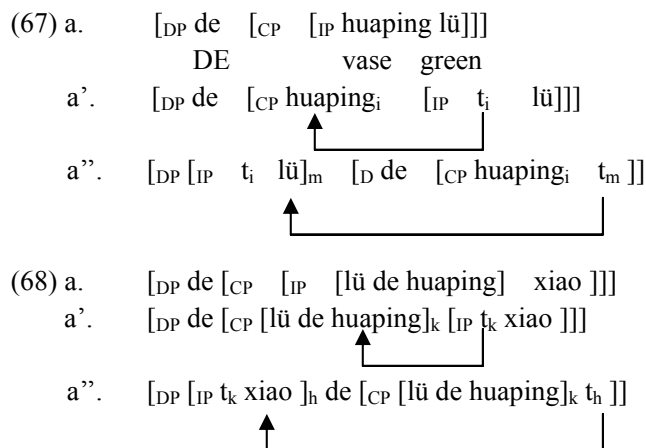 (67) a. [DP de [CP [IP huaping lü]]]
DE vase green
a’. [DP de [CP huapingi [IP ti lü]]]
a’’. [DP [IP ti lü]m [D de [CP huapingi tm ]]
(68) a. [DP de [CP [IP [lü de huaping] xiao ]]]
a’. [DP de [CP [lü de huaping]k [IP tk xiao ]]]
a’’. [DP [IP tk xiao ]h de [CP [lü de huaping]k th ]]